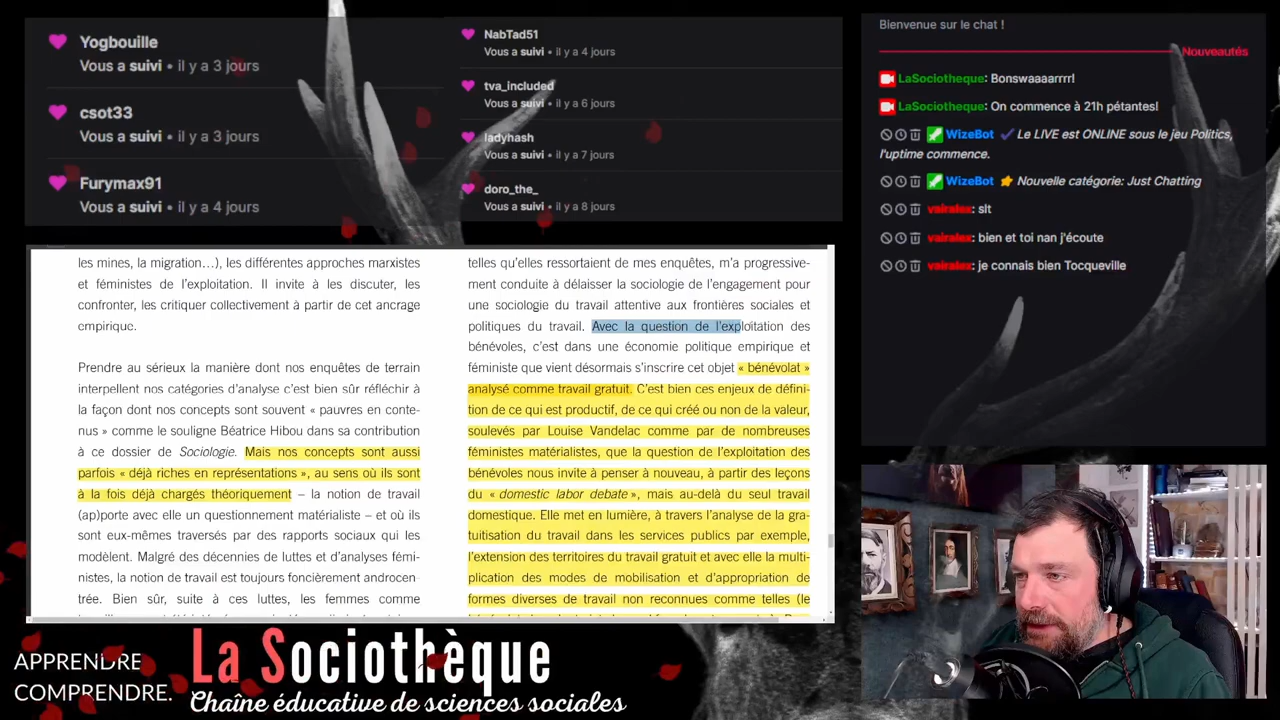 Yogbouille
Vous a suivi • il y a 3 jours
csot33
Vous a suivi • il y a 3 jours
Furymax91
Vous a suivi • il y a 4 jours
NabTad51
Vous a suivi • il y a 4 jours
tva_included
Vous a suivi • il y a 6 jours
ladyhash
Vous a suivi • il y a 7 jours
doro_the_
Vous a suivi • il y a 8 jours
Bienvenue sur le chat !
Nouveautés
LaSociotheque: Bonswaaaarrrr!
LaSociotheque: On commence à 21h pétantes!
WizeBot Le LIVE est ONLINE sous le jeu Politics,
l'uptime commence.
WizeBot Nouvelle catégorie: Just Chatting
vairalex: slt
vairalex: bien et toi nan j'écoute
vairalex: je connais bien Tocqueville
les mines, la migration…), les différentes approches marxistes
et féministes de l'exploitation. Il invite à les discuter, les
confronter, les critiquer collectivement à partir de cet ancrage
empirique.
Prendre au sérieux la manière dont nos enquêtes de terrain
interpellent nos catégories d'analyse c'est bien sûr réfléchir à
la façon dont nos concepts sont souvent « pauvres en conte-
nus » comme le souligne Béatrice Hibou dans sa contribution
à ce dossier de Sociologie. Mais nos concepts sont aussi
parfois « déjà riches en représentations », au sens où ils sont
à la fois déjà chargés théoriquement – la notion de travail
(ap)porte avec elle un questionnement matérialiste – et où ils
sont eux-mêmes traversés par des rapports sociaux qui les
modèlent. Malgré des décennies de luttes et d'analyses fémi-
nistes, la notion de travail est toujours foncièrement androcen-
trée. Bien sûr, suite à ces luttes, les femmes comme
telles qu'elles ressortaient de mes enquêtes, m'a progressive-
ment conduite à délaisser la sociologie de l'engagement pour
une sociologie du travail attentive aux frontières sociales et
politiques du travail. Avec la question de l'exploitation des
bénévoles, c'est dans une économie politique empirique et
féministe que vient désormais s'inscrire cet objet « bénévolat »
analysé comme travail gratuit. C'est bien ces enjeux de défini-
tion de ce qui est productif, de ce qui créé ou non de la valeur,
soulevés par Louise Vandelac comme par de nombreuses
féministes matérialistes, que la question de l'exploitation des
bénévoles nous invite à penser à nouveau, à partir des leçons
du « domestic labor debate », mais au-delà du seul travail
domestique. Elle met en lumière, à travers l'analyse de la gra-
tuitisation du travail dans les services publics par exemple,
l'extension des territoires du travail gratuit et avec elle la multi-
plication des modes de mobilisation et d'appropriation de
formes diverses de travail non reconnues comme telles (le
APPRENDRE
COMPRENDRE.
La Sociothèque
Chaîne éducative de sciences sociales